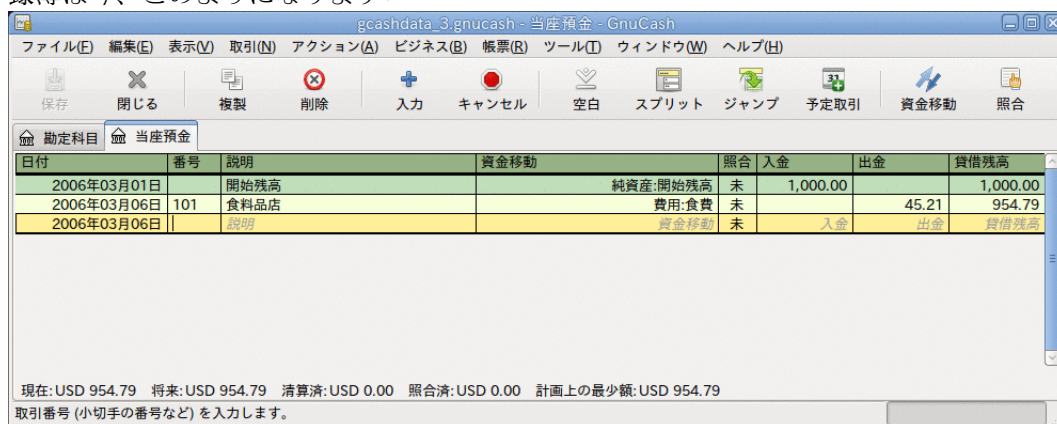 gcashdata_3.gnucash - 当座預金 - GnuCash
ファイル(F) 編集(E) 表示(V) 取引(N) アクション(A) ビジネス(B) 帳票(R) ツール(T) ウィンドウ(W) ヘルプ(H)
保存 閉じる 複製 削除 入力 キャンセル 空白 スプリット ジャンプ 予定取引 資金移動 照合
勘定科目 当座預金
日付 番号 説明 資金移動 照合 入金 出金 貸借残高
2006年03月01日 開始残高 純資産:開始残高 未 1,000.00 1,000.00
2006年03月06日 101 食料品店 費用:食費 未 45.21 954.79
2006年03月06日 説明 資金移動 未 入金 出金 貸借残高
現在: USD 954.79 将来: USD 954.79 清算済: USD 0.00 照合済: USD 0.00 計画上の最少額: USD 954.79
取引番号 (小切手の番号など) を入力します。